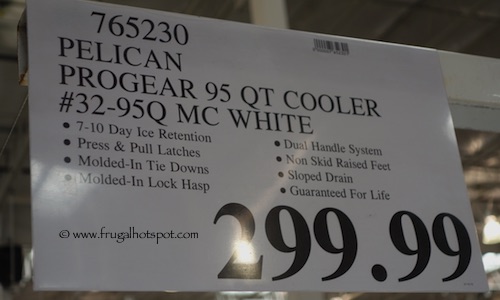 765230
PELICAN
PROGEAR 95 QT COOLER
#32-95Q MC WHITE
• 7-10 Day Ice Retention
• Press & Pull Latches
• Molded-In Tie Downs
• Molded-In Lock Hasp
• Dual Handle System
• Non Skid Raised Feet
• Sloped Drain
• Guaranteed For Life
© www.frugalhotspot.com
299.99